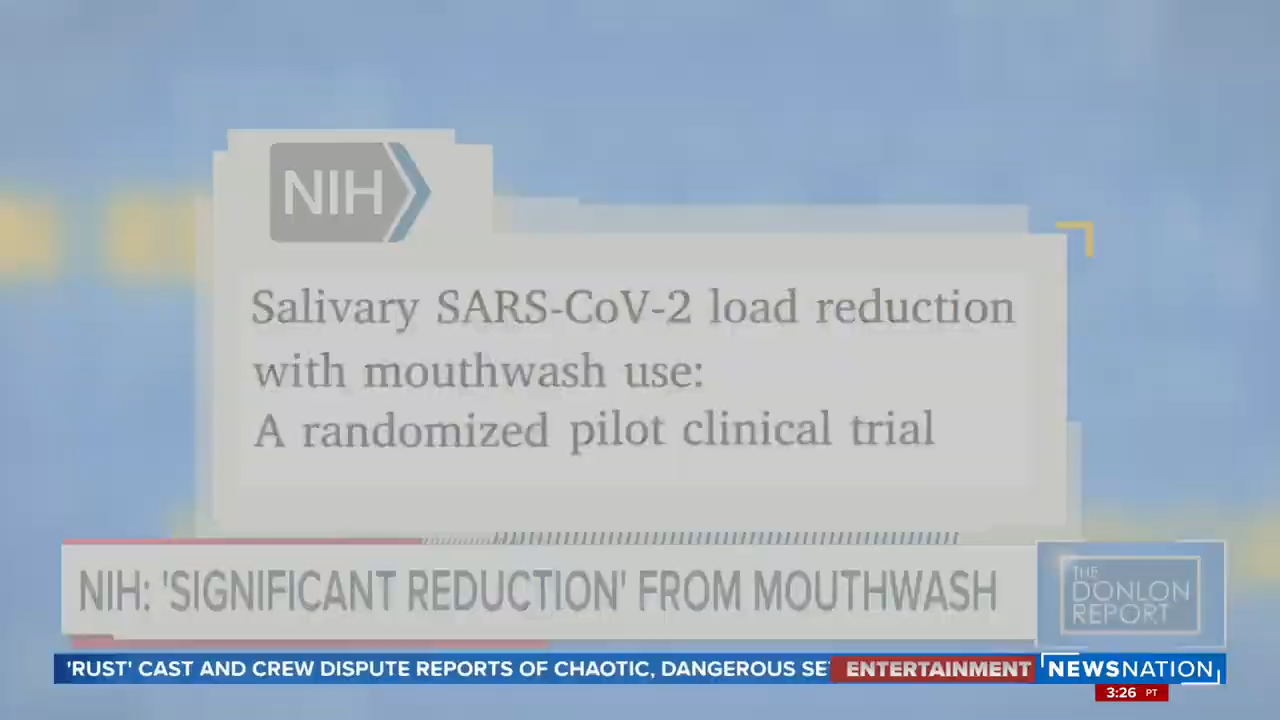 NIH
Salivary SARS-CoV-2 load reduction
with mouthwash use:
A randomized pilot clinical trial
NIH: 'SIGNIFICANT REDUCTION' FROM MOUTHWASH
THE
DONLON
REPORT
'RUST' CAST AND CREW DISPUTE REPORTS OF CHAOTIC, DANGEROUS SE
ENTERTAINMENT
NEWSNATION
3:26 PT